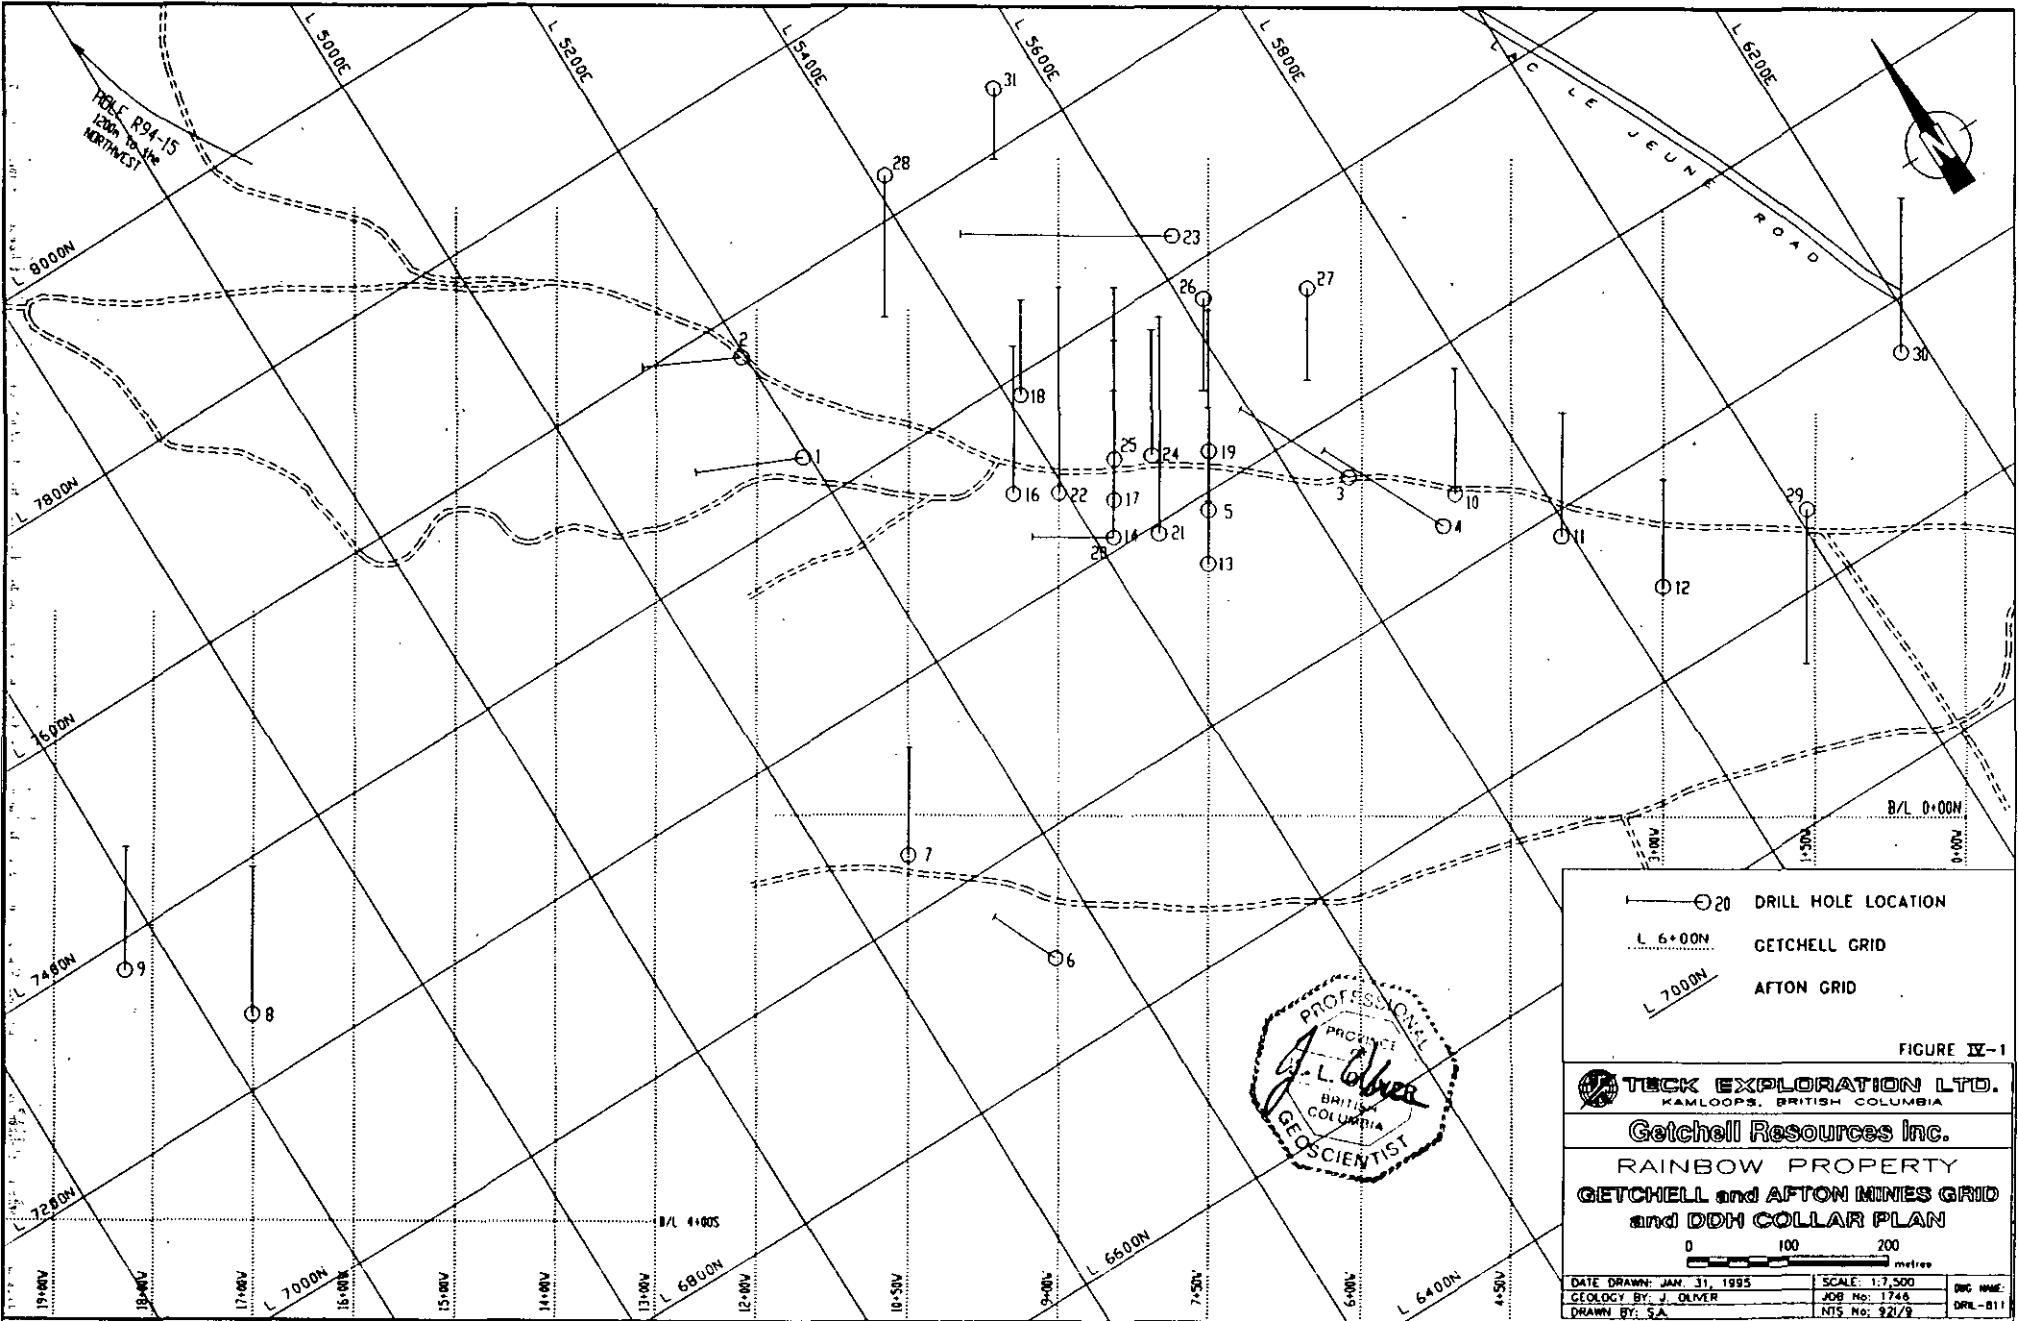 L 5000E
L 5200E
L 5400E
L 5600E
L 5800E
L 6200E
LAC LE JEUNE ROAD
HOLE R94-15
1200m to the
NORTHWEST
N
31
28
23
26
27
30
2
18
1
25
24
19
3
10
29
16
22
17
5
4
11
14
20
21
13
12
7
6
9
8
L 8000N
L 7800N
L 7600N
L 7400N
L 7200N
L 7000N
L 6800N
L 6600N
L 6400N
B/L 0+00N
B/L 4+00S
19+00W
18+00W
17+00W
16+00W
15+00W
14+00W
13+00W
12+00W
10+50W
9+00W
7+50W
6+00W
4+50W
3+00W
1+50W
0+00W
PROFESSIONAL
PROVINCE
J. L. OLIVER
BRITISH
COLUMBIA
GEOSCIENTIST
20 DRILL HOLE LOCATION
L 6+00N GETCHELL GRID
L 7000N AFTON GRID
FIGURE IV-1
TECK EXPLORATION LTD.
KAMLOOPS, BRITISH COLUMBIA
Getchell Resources Inc.
RAINBOW PROPERTY
GETCHELL and AFTON MINES GRID
and DDH COLLAR PLAN
0 100 200
metres
DATE DRAWN: JAN. 31, 1995
SCALE: 1:7,500
GEOLOGY BY: J. OLIVER
JOB No: 1746
DRAWN BY: S.A.
NTS No: 92I/9
DWG NAME:
DRIL-B11